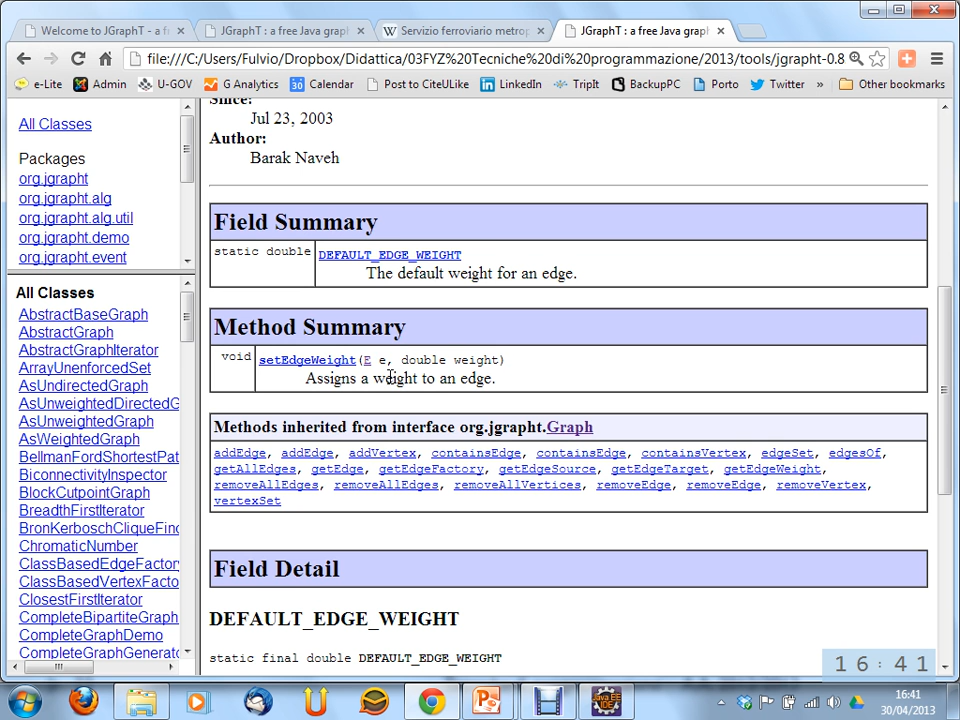 Welcome to JGraphT - a f
JGraphT : a free Java grap
Servizio ferroviario metrop
JGraphT : a free Java grap
file:///C:/Users/Fulvio/Dropbox/Didattica/03FYZ%20Tecniche%20di%20programmazione/2013/tools/jgrapht-0.8
e-Lite
Admin
U-GOV
G Analytics
30 Calendar
Post to CiteULike
LinkedIn
TripIt
BackupPC
Porto
Twitter
»
Other bookmarks
All Classes
Packages
org.jgrapht
org.jgrapht.alg
org.jgrapht.alg.util
org.jgrapht.demo
org.jgrapht.event
All Classes
AbstractBaseGraph
AbstractGraph
AbstractGraphIterator
ArrayUnenforcedSet
AsUndirectedGraph
AsUnweightedDirectedG
AsUnweightedGraph
AsWeightedGraph
BellmanFordShortestPat
BiconnectivityInspector
BlockCutpointGraph
BreadthFirstIterator
BronKerboschCliqueFind
ChromaticNumber
ClassBasedEdgeFactory
ClassBasedVertexFacto
ClosestFirstIterator
CompleteBipartiteGraph
CompleteGraphDemo
CompleteGraphGenerato
Since:
Jul 23, 2003
Author:
Barak Naveh
Field Summary
static double DEFAULT_EDGE_WEIGHT
The default weight for an edge.
Method Summary
void setEdgeWeight(E e, double weight)
Assigns a weight to an edge.
Methods inherited from interface org.jgrapht.Graph
addEdge, addEdge, addVertex, containsEdge, containsEdge, containsVertex, edgeSet, edgesOf,
getAllEdges, getEdge, getEdgeFactory, getEdgeSource, getEdgeTarget, getEdgeWeight,
removeAllEdges, removeAllEdges, removeAllVertices, removeEdge, removeEdge, removeVertex,
vertexSet
Field Detail
DEFAULT_EDGE_WEIGHT
static final double DEFAULT_EDGE_WEIGHT
16:41
16:41
30/04/2013